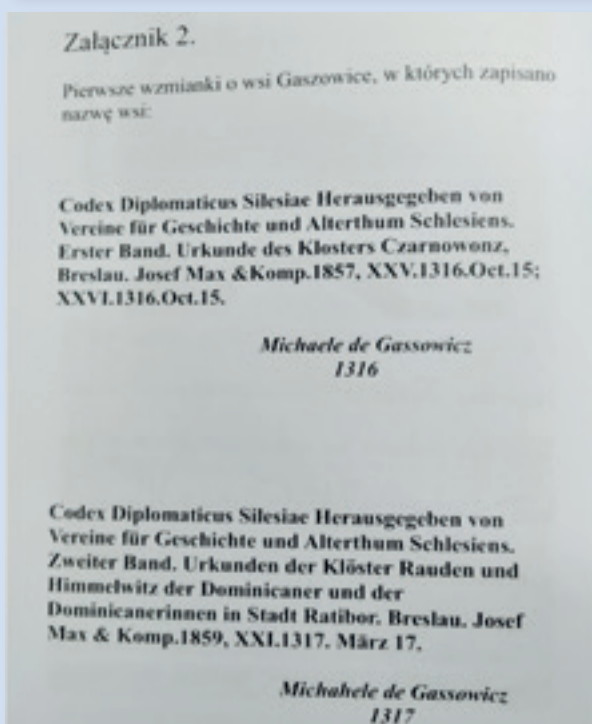 Załącznik 2.
Pierwsze wzmianki o wsi Gaszowice, w których zapisano
nazwę wsi:
Codex Diplomaticus Silesiae Herausgegeben von
Vereine für Geschichte und Alterthum Schlesiens.
Erster Band. Urkunde des Klosters Czarnowonz,
Breslau. Josef Max &Komp.1857, XXV.1316.Oct.15;
XXVI.1316.Oct.15.
Michaele de Gassowicz
1316
Codex Diplomaticus Silesiae Herausgegeben von
Vereine für Geschichte und Alterthum Schlesiens.
Zweiter Band. Urkunden der Klöster Rauden und
Himmelwitz der Dominicaner und der
Dominicanerinnen in Stadt Ratibor. Breslau. Josef
Max & Komp.1859, XXI.1317. März 17.
Michahele de Gassowicz
1317